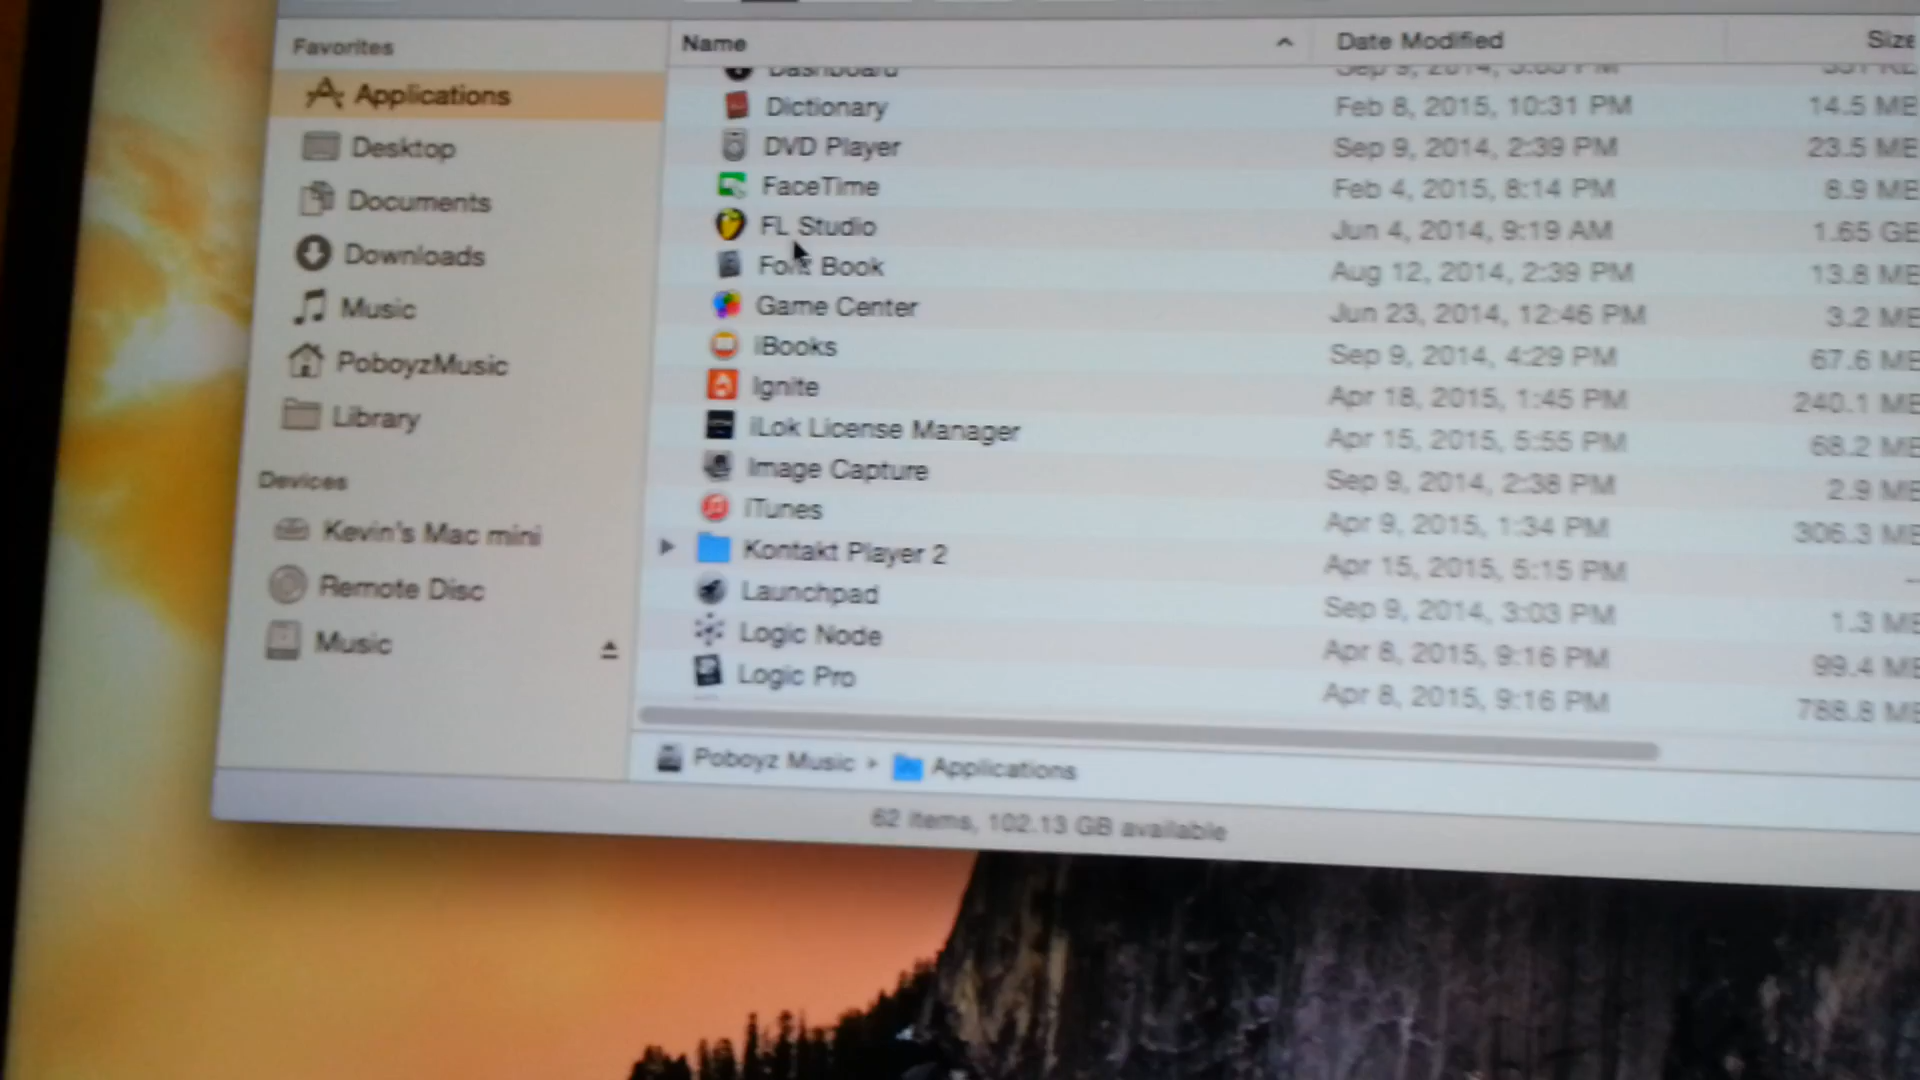 Favorites
Applications
Desktop
Documents
Downloads
Music
PoboyzMusic
Library
Devices
Kevin's Mac mini
Remote Disc
Music
Name Date Modified Size
Dashboard Sep 9, 2014, 3:03 PM
Dictionary Feb 8, 2015, 10:31 PM 14.5 MB
DVD Player Sep 9, 2014, 2:39 PM 23.5 MB
FaceTime Feb 4, 2015, 8:14 PM 8.9 MB
FL Studio Jun 4, 2014, 9:19 AM 1.65 GB
Font Book Aug 12, 2014, 2:39 PM 13.8 MB
Game Center Jun 23, 2014, 12:46 PM 3.2 MB
iBooks Sep 9, 2014, 4:29 PM 67.6 MB
Ignite Apr 18, 2015, 1:45 PM 240.1 MB
iLok License Manager Apr 15, 2015, 5:55 PM 68.2 MB
Image Capture Sep 9, 2014, 2:38 PM 2.9 MB
iTunes Apr 9, 2015, 1:34 PM 306.3 MB
Kontakt Player 2 Apr 15, 2015, 5:15 PM --
Launchpad Sep 9, 2014, 3:03 PM 1.3 MB
Logic Node Apr 8, 2015, 9:16 PM 99.4 MB
Logic Pro Apr 8, 2015, 9:16 PM 788.8 MB
Poboyz Music ▸ Applications
62 items, 102.13 GB available